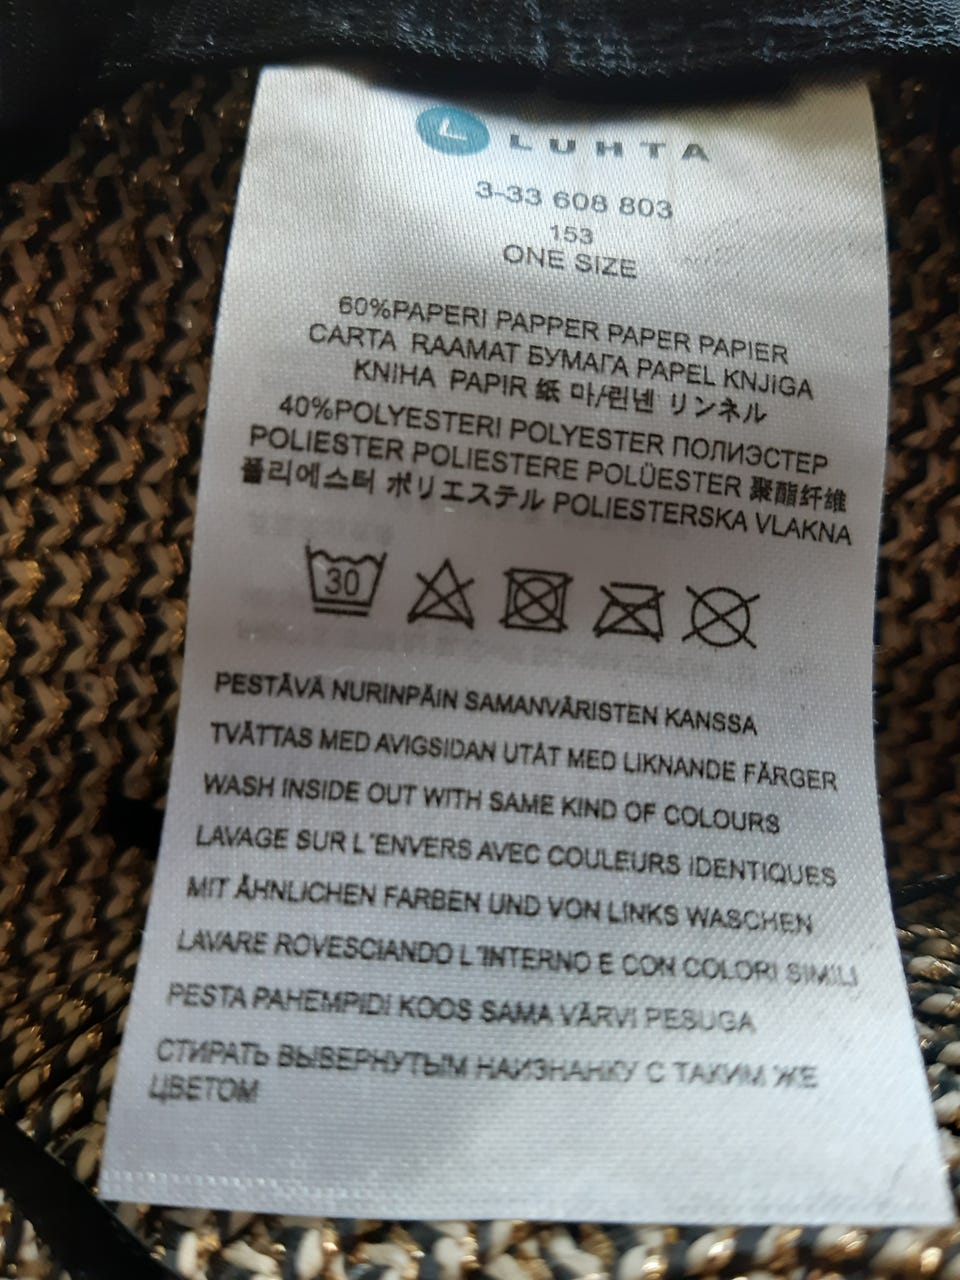 L LUHTA
3-33 608 803
153
ONE SIZE
60%PAPERI PAPPER PAPER PAPIER
CARTA RAAMAT БУМАГА PAPEL KNJIGA
KNIHA PAPIR 紙 마/린넨 リンネル
40%POLYESTERI POLYESTER ПОЛИЭСТЕР
POLIESTER POLIESTERE POLÜESTER 聚酯纤维
폴리에스터 ポリエステル POLIESTERSKA VLAKNA
30
PESTÄVÄ NURINPÄIN SAMANVÄRISTEN KANSSA
TVÄTTAS MED AVIGSIDAN UTÅT MED LIKNANDE FÄRGER
WASH INSIDE OUT WITH SAME KIND OF COLOURS
LAVAGE SUR L'ENVERS AVEC COULEURS IDENTIQUES
MIT ÄHNLICHEN FARBEN UND VON LINKS WASCHEN
LAVARE ROVESCIANDO L'INTERNO E CON COLORI SIMILI
PESTA PAHEMPIDI KOOS SAMA VÄRVI PESUGA
СТИРАТЬ ВЫВЕРНУТЫМ НАИЗНАНКУ С ТАКИМ ЖЕ
ЦВЕТОМ